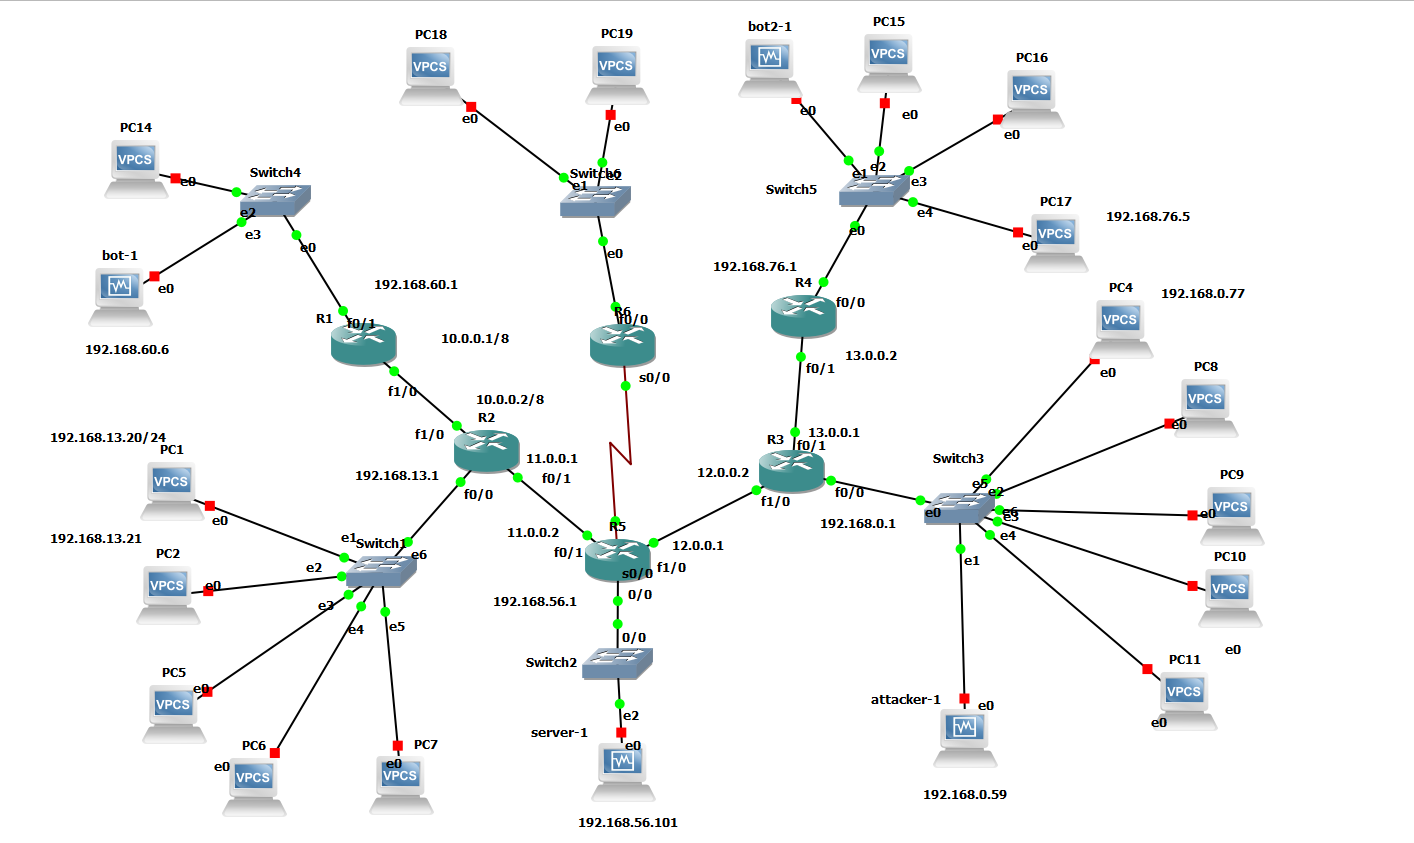 bot2-1
PC15
PC18
PC19
PC16
VPCS
VPCS
VPCS
VPCS
e0
e0
e0
e0
e0
PC14
VPCS
e0
Switch4
e2
e3
e0
Switch6
e1
e2
e0
Switch5
e1
e2
e3
e4
e0
PC17
VPCS
e0
192.168.76.5
bot-1
e0
192.168.60.6
192.168.60.1
R1
f0/1
f1/0
10.0.0.1/8
R6
f0/0
s0/0
192.168.76.1
R4
f0/0
13.0.0.2
f0/1
PC4
VPCS
e0
192.168.0.77
PC8
VPCS
e0
10.0.0.2/8
R2
f1/0
11.0.0.1
f0/1
f0/0
192.168.13.1
13.0.0.1
R3
f0/1
12.0.0.2
f1/0
f0/0
192.168.0.1
Switch3
e5
e2
e0
e6
e3
e4
e1
PC9
VPCS
e0
192.168.13.20/24
PC1
VPCS
e0
192.168.13.21
PC2
VPCS
e0
Switch1
e1
e2
e3
e4
e5
e6
11.0.0.2
R5
f0/1
12.0.0.1
f1/0
s0/0
0/0
192.168.56.1
0/0
Switch2
e2
PC10
VPCS
e0
PC11
VPCS
e0
PC5
VPCS
e0
PC6
VPCS
e0
PC7
VPCS
e0
server-1
e0
192.168.56.101
attacker-1
e0
192.168.0.59